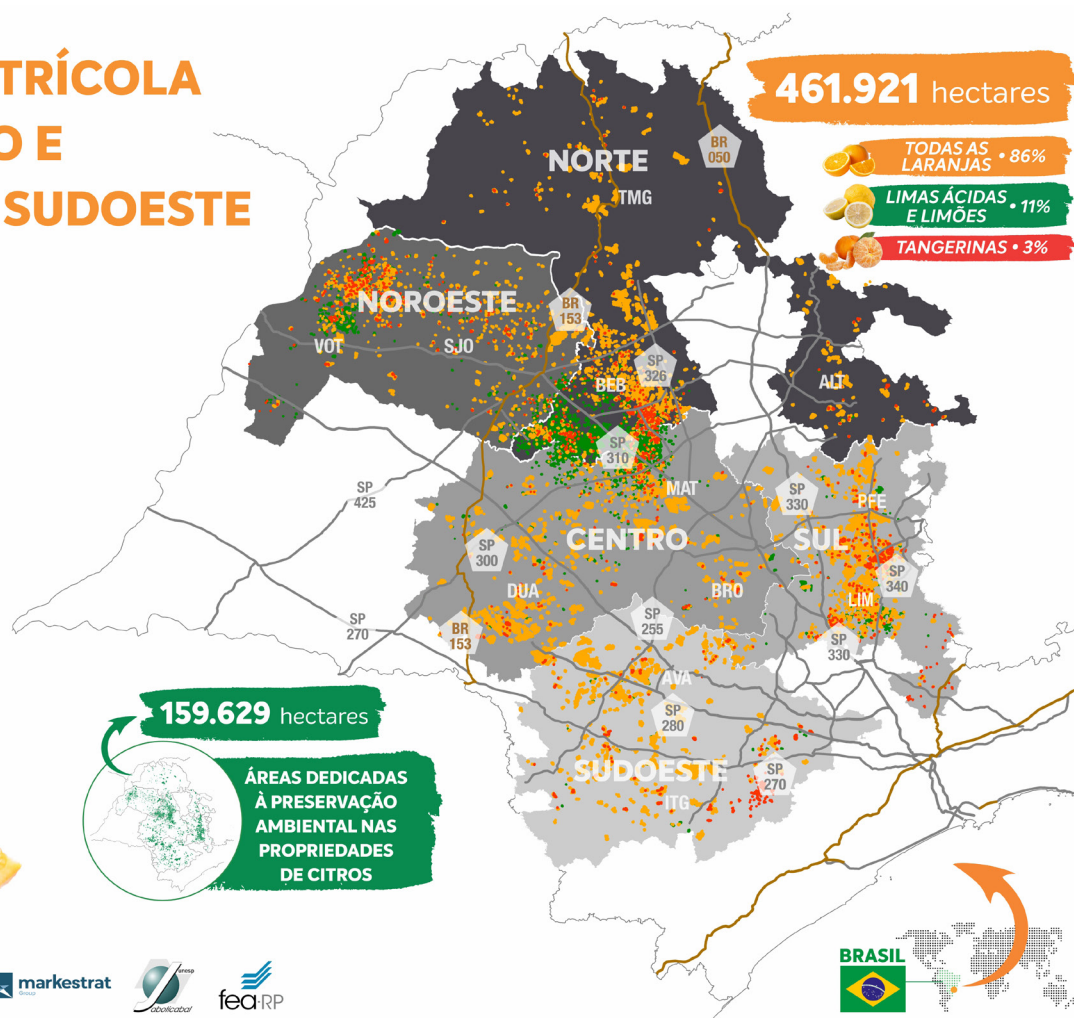 TRÍCOLA
O E
SUDOESTE
461.921 hectares
TODAS AS
LARANJAS • 86%
LIMAS ÁCIDAS
E LIMÕES • 11%
TANGERINAS • 3%
NORTE
TMG
BR
050
NOROESTE
VOT
SJO
BR
153
SP
326
BEB
ALT
SP
310
SP
425
MAT
SP
330
PFE
CENTRO
SUL
SP
300
DUA
BRO
LIM
SP
340
SP
270
BR
153
SP
255
SP
330
AVA
SP
280
SUDOESTE
ITG
SP
270
159.629 hectares
ÁREAS DEDICADAS
À PRESERVAÇÃO
AMBIENTAL NAS
PROPRIEDADES
DE CITROS
markestrat
Group
unesp
Jaboticabal
fea-RP
BRASIL